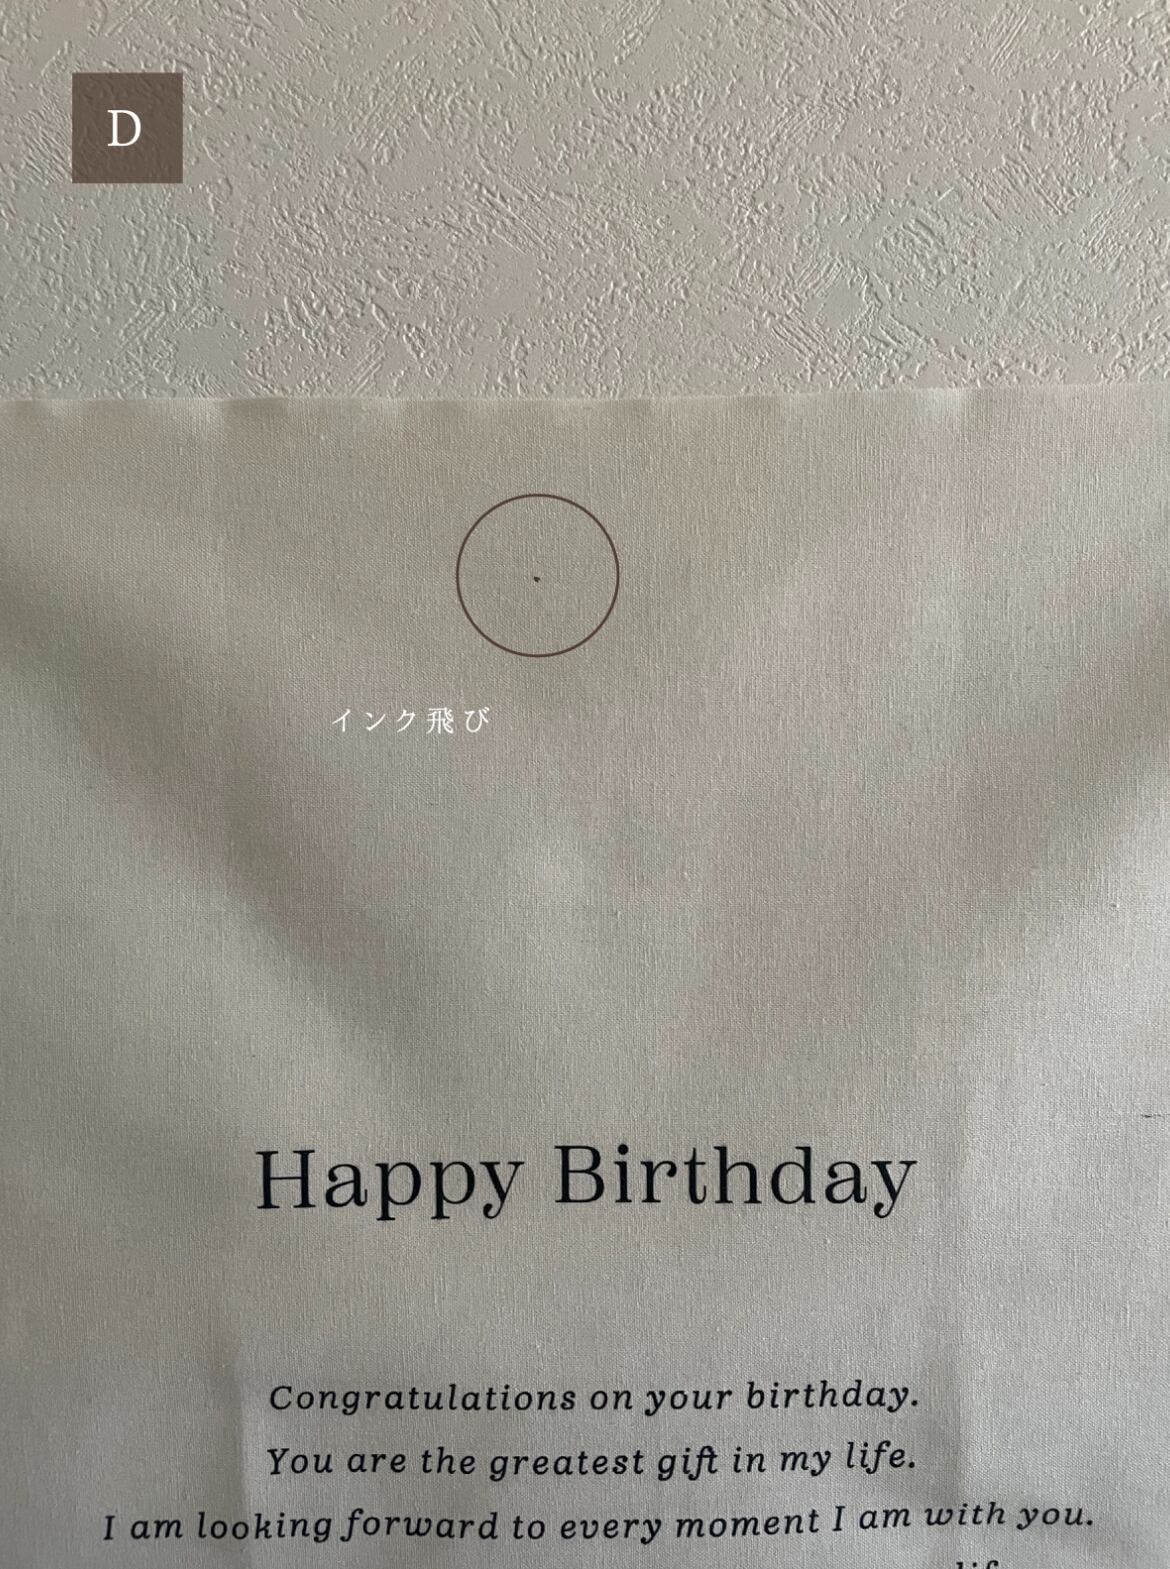 D
インク飛び
Happy Birthday
Congratulations on your birthday.
You are the greatest gift in my life.
I am looking forward to every moment I am with you.